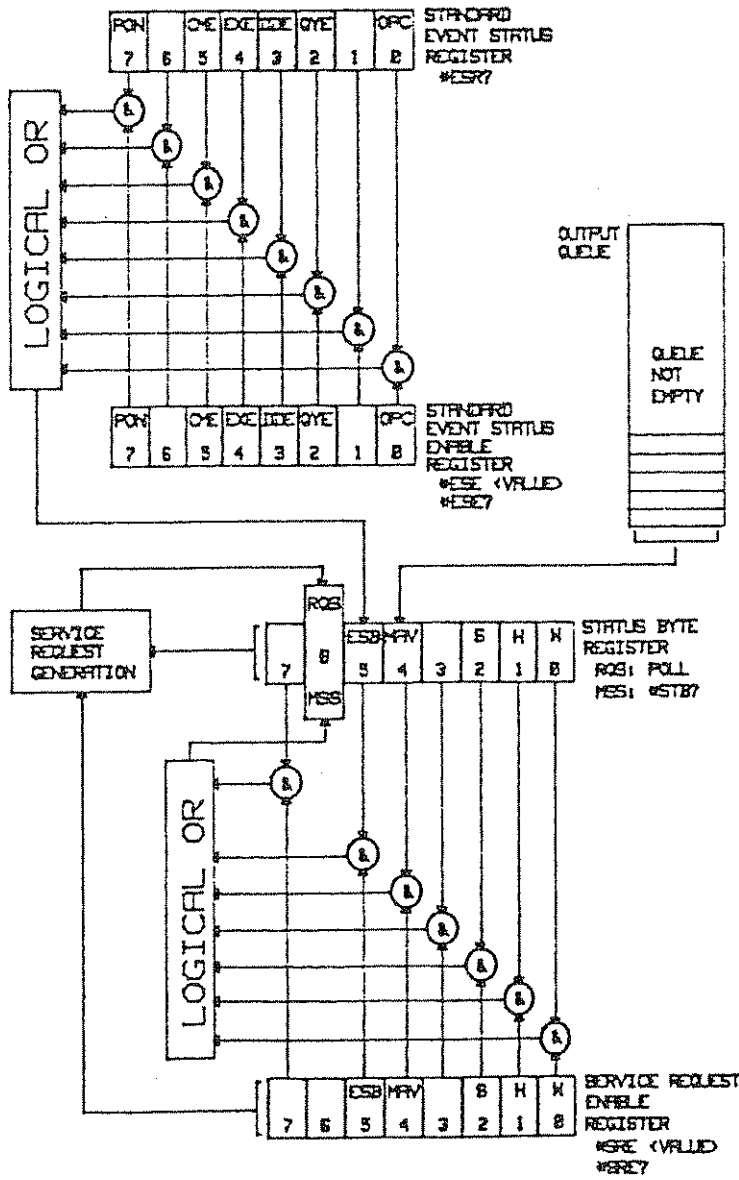 PON CME EXE DDE QYE OPC
7 6 5 4 3 2 1 0
STANDARD
EVENT STATUS
REGISTER
*ESR?
LOGICAL OR
& & & & & & & &
PON CME EXE DDE QYE OPC
7 6 5 4 3 2 1 0
STANDARD
EVENT STATUS
ENABLE
REGISTER
*ESE <VALUE>
*ESE?
OUTPUT
QUEUE
QUEUE
NOT
EMPTY
SERVICE
REQUEST
GENERATION
RQS
6
MSS
ESB MAV S H W
7 5 4 3 2 1 0
STATUS BYTE
REGISTER
RQS: POLL
MSS: *STB?
LOGICAL OR
& & & & & & &
ESB MAV S H W
7 6 5 4 3 2 1 0
SERVICE REQUEST
ENABLE
REGISTER
*SRE <VALUE>
*SRE?